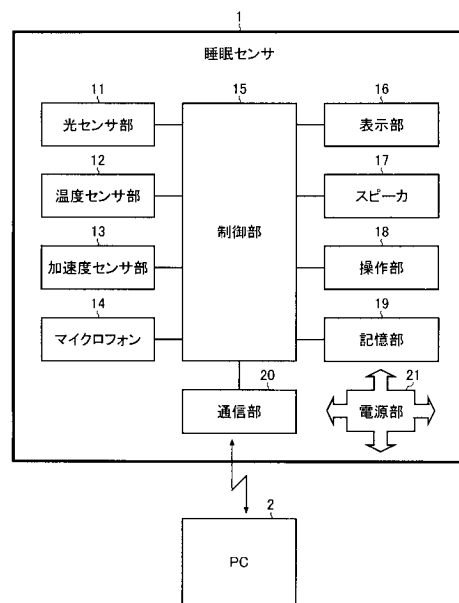 1
睡眠センサ
11
15
16
光センサ部
表示部
12
17
温度センサ部
スピーカ
制御部
13
18
加速度センサ部
操作部
14
19
マイクロフォン
記憶部
20
21
通信部
電源部
2
PC